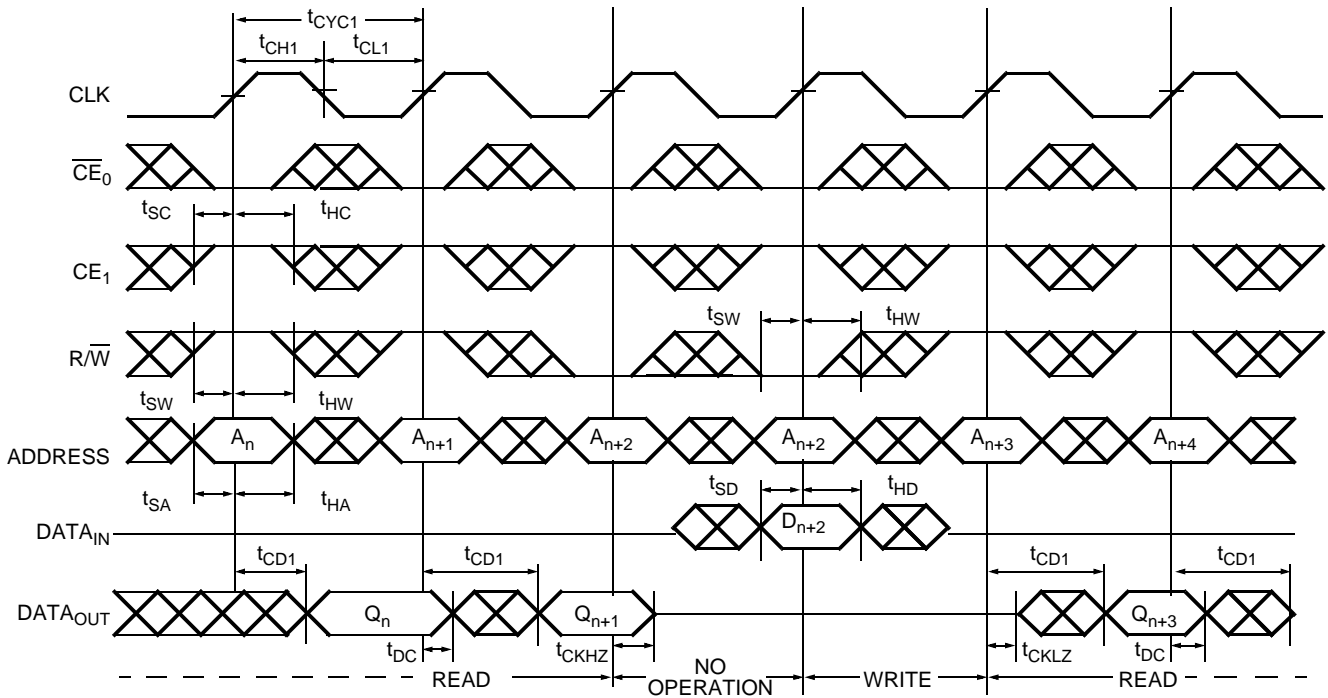 tCYC1
tCH1 tCL1
CLK
CE0
tSC tHC
CE1
tSW tHW
R/W
tSW tHW
An An+1 An+2 An+2 An+3 An+4
ADDRESS
tSA tHA tSD tHD
Dn+2
DATAIN
tCD1 tCD1 tCD1 tCD1
DATAOUT Qn Qn+1 Qn+3
tDC tCKHZ tCKLZ tDC
READ NO OPERATION WRITE READ